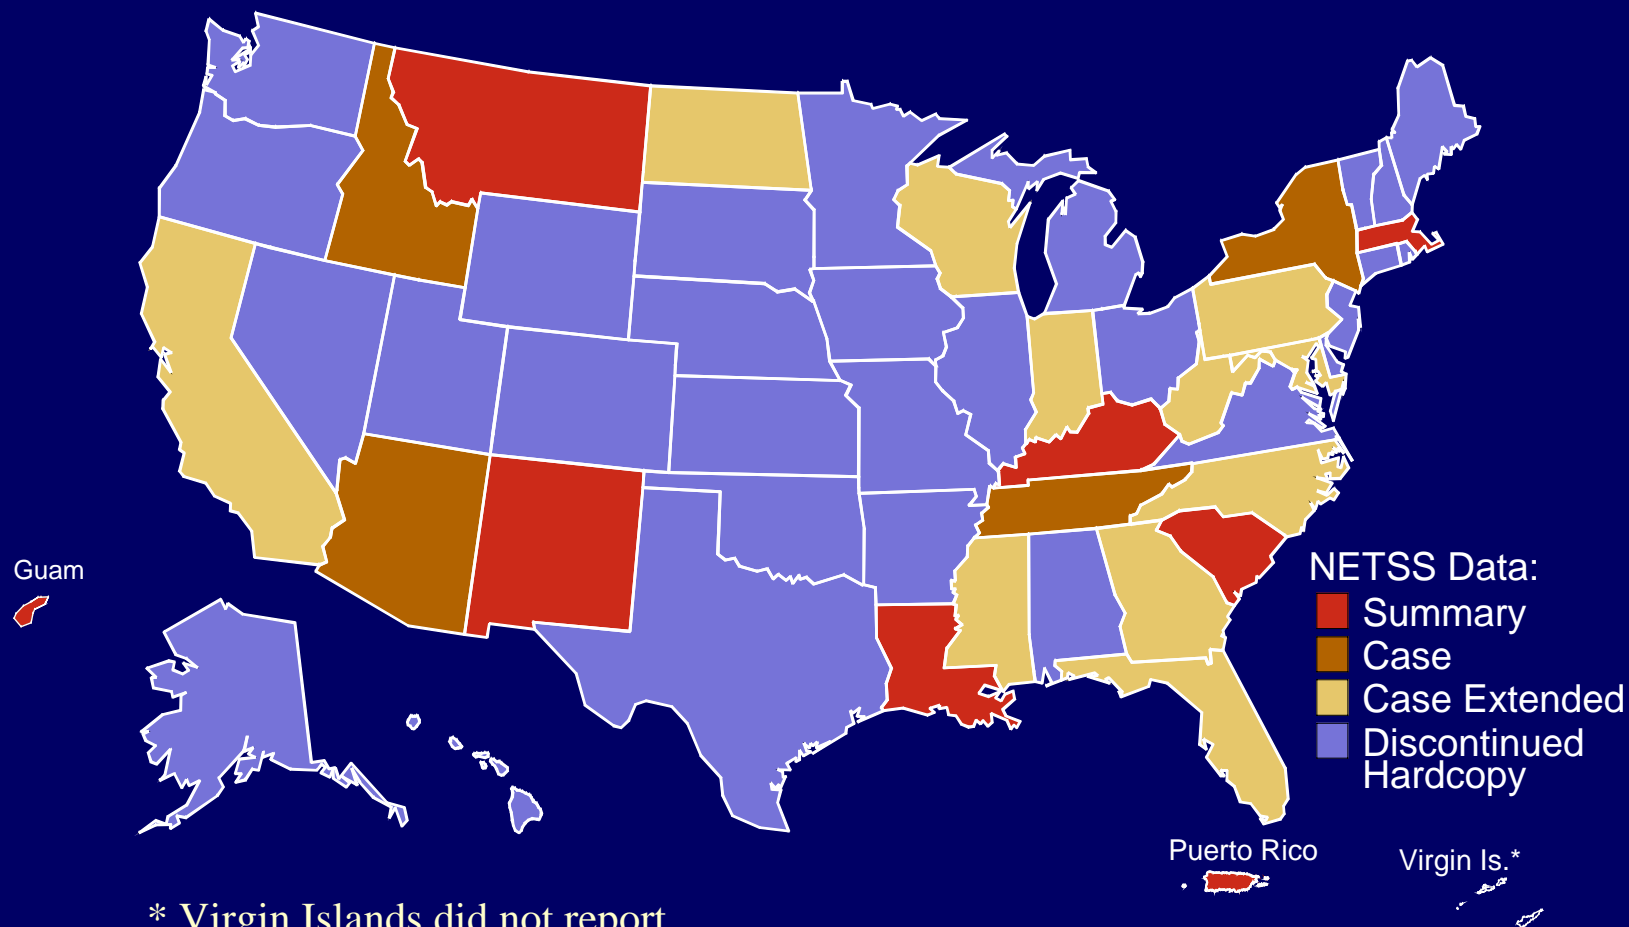 Guam
NETSS Data:
Summary
Case
Case Extended
Discontinued
Hardcopy
Puerto Rico
Virgin Is.*
* Virgin Islands did not report